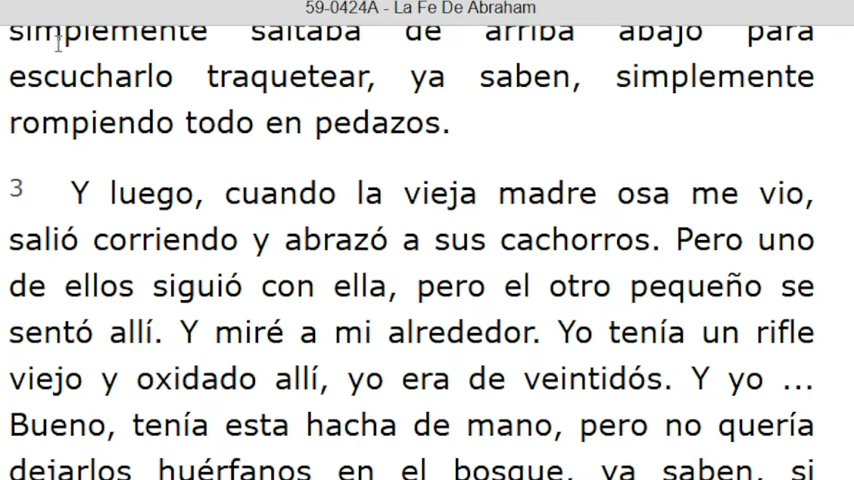 59-0424A - La Fe De Abraham
simplemente saltaba de arriba abajo para
escucharlo traquetear, ya saben, simplemente
rompiendo todo en pedazos.
3 Y luego, cuando la vieja madre osa me vio,
salió corriendo y abrazó a sus cachorros. Pero uno
de ellos siguió con ella, pero el otro pequeño se
sentó allí. Y miré a mi alrededor. Yo tenía un rifle
viejo y oxidado allí, yo era de veintidós. Y yo ...
Bueno, tenía esta hacha de mano, pero no quería
dejarlos huérfanos en el bosque, ya saben, si